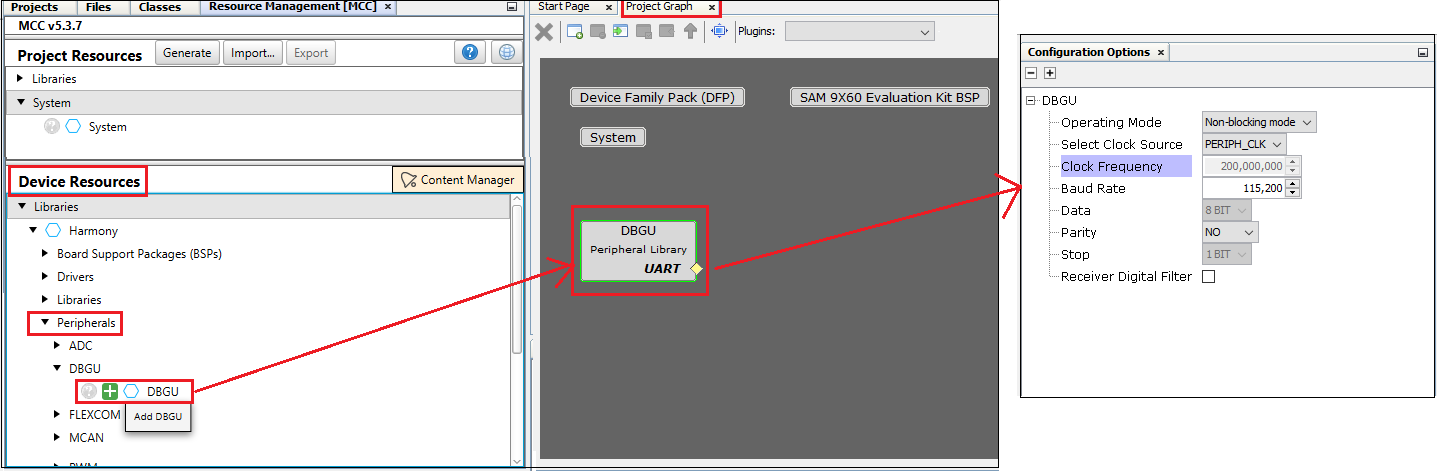 Projects Files Classes Resource Management [MCC] ×
MCC v5.3.7
Project Resources Generate Import... Export ?
Libraries
System
? System
Device Resources Content Manager
Libraries
Harmony
Board Support Packages (BSPs)
Drivers
Libraries
Peripherals
ADC
DBGU
? DBGU
Add DBGU
FLEXCOM
MCAN
Start Page Project Graph ×
Plugins:
Device Family Pack (DFP) SAM 9X60 Evaluation Kit BSP
System
DBGU
Peripheral Library
UART
Configuration Options ×
DBGU
Operating Mode Non-blocking mode
Select Clock Source PERIPH_CLK
Clock Frequency 200,000,000
Baud Rate 115,200
Data 8 BIT
Parity NO
Stop 1 BIT
Receiver Digital Filter